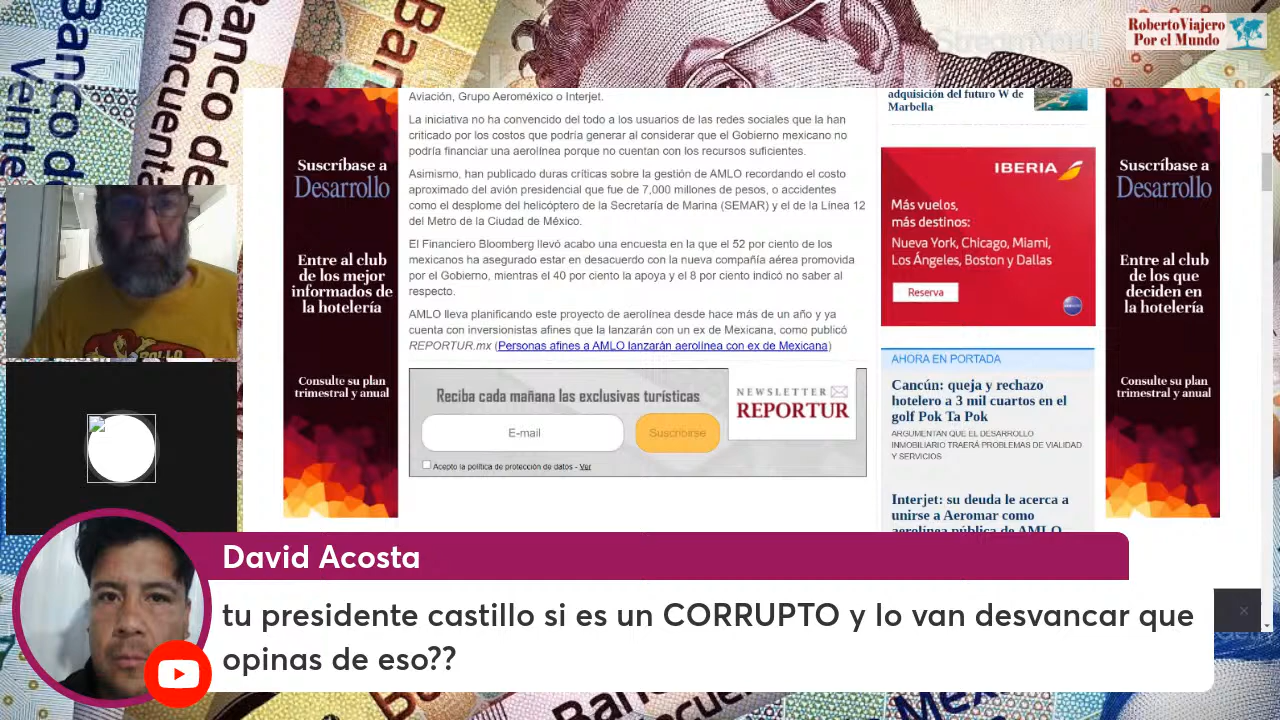 Banco de
Veinte
Banco de
Cincuenta
Banco
RobertoViajero
Por el Mundo
Suscríbase a
Desarrollo
Entre al club
de los mejor
informados de
la hotelería
Consulte su plan
trimestral y anual
Aviación, Grupo Aeroméxico o Interjet.
La iniciativa no ha convencido del todo a los usuarios de las redes sociales que la han
criticado por los costos que podría generar al considerar que el Gobierno mexicano no
podría financiar una aerolínea porque no cuentan con los recursos suficientes.
Asimismo, han publicado duras críticas sobre la gestión de AMLO recordando el costo
aproximado del avión presidencial que fue de 7,000 millones de pesos, o accidentes
como el desplome del helicóptero de la Secretaría de Marina (SEMAR) y el de la Línea 12
del Metro de la Ciudad de México.
El Financiero Bloomberg llevó acabo una encuesta en la que el 52 por ciento de los
mexicanos ha asegurado estar en desacuerdo con la nueva compañía aérea promovida
por el Gobierno, mientras el 40 por ciento la apoya y el 8 por ciento indicó no saber al
respecto.
AMLO lleva planificando este proyecto de aerolínea desde hace más de un año y ya
cuenta con inversionistas afines que la lanzarán con un ex de Mexicana, como publicó
REPORTUR.mx (Personas afines a AMLO lanzarán aerolínea con ex de Mexicana)
Reciba cada mañana las exclusivas turísticas
E-mail
Suscribirse
Acepto la política de protección de datos - Ver
NEWSLETTER
REPORTUR
adquisición del futuro W de
Marbella
IBERIA
Más vuelos,
más destinos:
Nueva York, Chicago, Miami,
Los Ángeles, Boston y Dallas
Reserva
AHORA EN PORTADA
Cancún: queja y rechazo
hotelero a 3 mil cuartos en el
golf Pok Ta Pok
ARGUMENTAN QUE EL DESARROLLO
INMOBILIARIO TRAERÁ PROBLEMAS DE VIALIDAD
Y SERVICIOS
Interjet: su deuda le acerca a
unirse a Aeromar como
aerolínea pública de AMLO
Suscríbase a
Desarrollo
Entre al club
de los que
deciden en
la hotelería
Consulte su plan
trimestral y anual
David Acosta
tu presidente castillo si es un CORRUPTO y lo van desvancar que
opinas de eso??